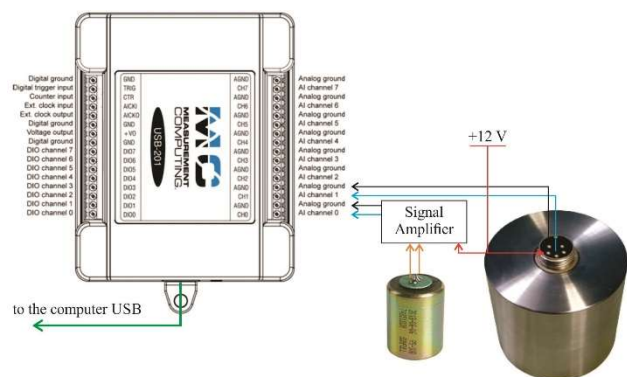 Digital ground
Digital trigger input
Counter input
Ext. clock input
Ext. clock output
Digital ground
Voltage output
Digital ground
DIO channel 7
DIO channel 6
DIO channel 5
DIO channel 4
DIO channel 3
DIO channel 2
DIO channel 1
DIO channel 0
GND
TRIG
CTR
AICKI
AICKO
GND
+VO
GND
DIO7
DIO6
DIO5
DIO4
DIO3
DIO2
DIO1
DIO0
USB-201
MC
MEASUREMENT
COMPUTING
AGND
CH7
AGND
CH6
AGND
CH5
AGND
CH4
AGND
CH3
AGND
CH2
AGND
CH1
AGND
CH0
Analog ground
AI channel 7
Analog ground
AI channel 6
Analog ground
AI channel 5
Analog ground
AI channel 4
Analog ground
AI channel 3
Analog ground
AI channel 2
Analog ground
AI channel 1
Analog ground
AI channel 0
+12 V
Signal
Amplifier
to the computer USB